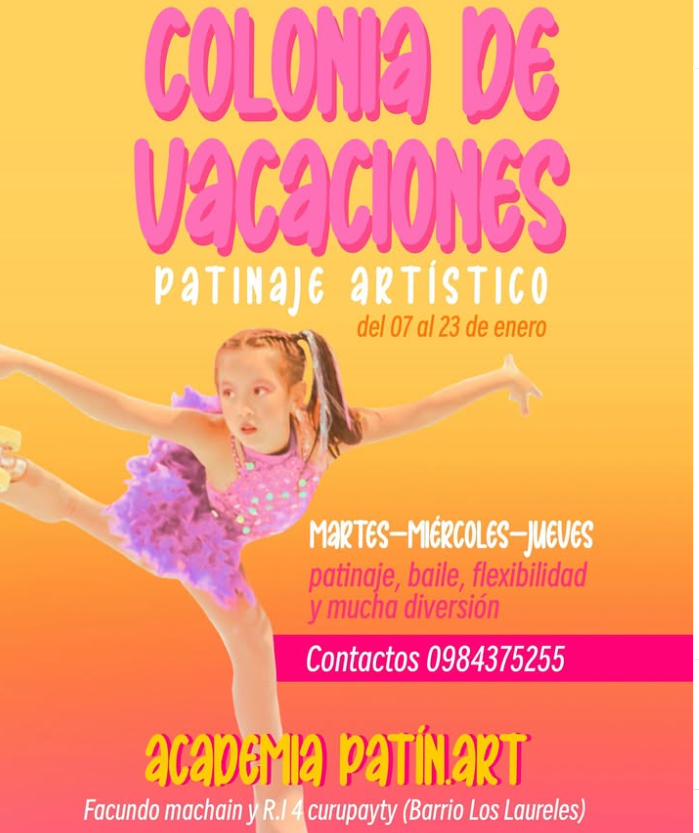 COLONIA DE
VACACIONES
PATINAJE ARTÍSTICO
del 07 al 23 de enero
MARTES-MIÉRCOLES-JUEVES
patinaje, baile, flexibilidad
y mucha diversión
Contactos 0984375255
ACADEMIA PATÍN.ART
Facundo machain y R.I 4 curupayty (Barrio Los Laureles)